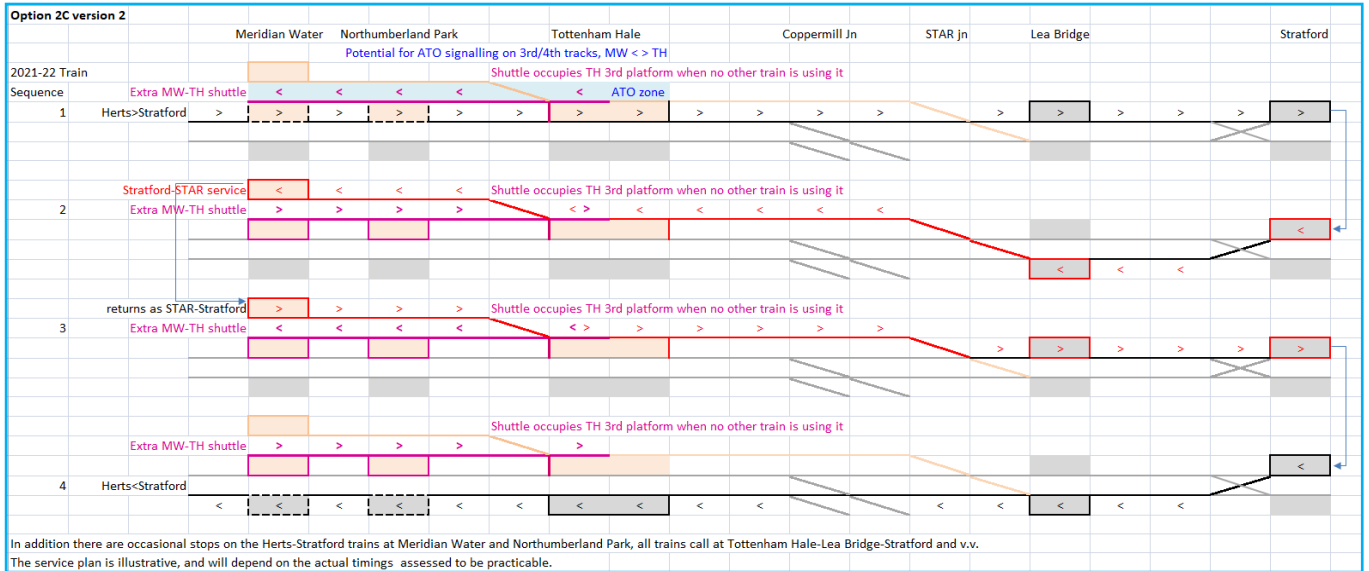 Option 2C version 2
Meridian Water Northumberland Park Tottenham Hale Coppermill Jn STAR jn Lea Bridge Stratford
Potential for ATO signalling on 3rd/4th tracks, MW < > TH
2021-22 Train Shuttle occupies TH 3rd platform when no other train is using it
Sequence Extra MW-TH shuttle < < < < < ATO zone
1 Herts>Stratford > > > > > > > > > > > > > > > > > >
Stratford-STAR service < < < < Shuttle occupies TH 3rd platform when no other train is using it
2 Extra MW-TH shuttle > > > > < > < < < < <
<
< < <
returns as STAR-Stratford > > > > Shuttle occupies TH 3rd platform when no other train is using it
3 Extra MW-TH shuttle < < < < < > > > > > >
> > > > > >
Shuttle occupies TH 3rd platform when no other train is using it
Extra MW-TH shuttle > > > > >
<
4 Herts<Stratford
< < < < < < < < < < < < < < <
In addition there are occasional stops on the Herts-Stratford trains at Meridian Water and Northumberland Park, all trains call at Tottenham Hale-Lea Bridge-Stratford and v.v.
The service plan is illustrative, and will depend on the actual timings assessed to be practicable.